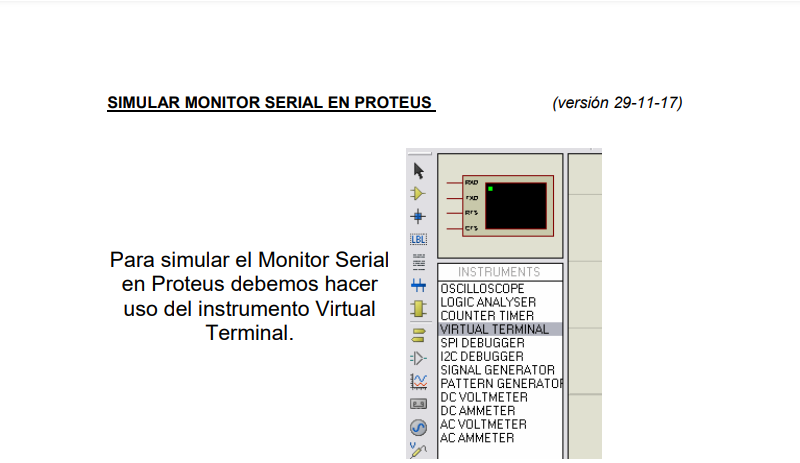 SIMULAR MONITOR SERIAL EN PROTEUS (versión 29-11-17)
Para simular el Monitor Serial
en Proteus debemos hacer
uso del instrumento Virtual
Terminal.
RXD
TXD
RTS
CTS
LBL
INSTRUMENTS
OSCILLOSCOPE
LOGIC ANALYSER
COUNTER TIMER
VIRTUAL TERMINAL
SPI DEBUGGER
I2C DEBUGGER
SIGNAL GENERATOR
PATTERN GENERATOR
DC VOLTMETER
DC AMMETER
AC VOLTMETER
AC AMMETER